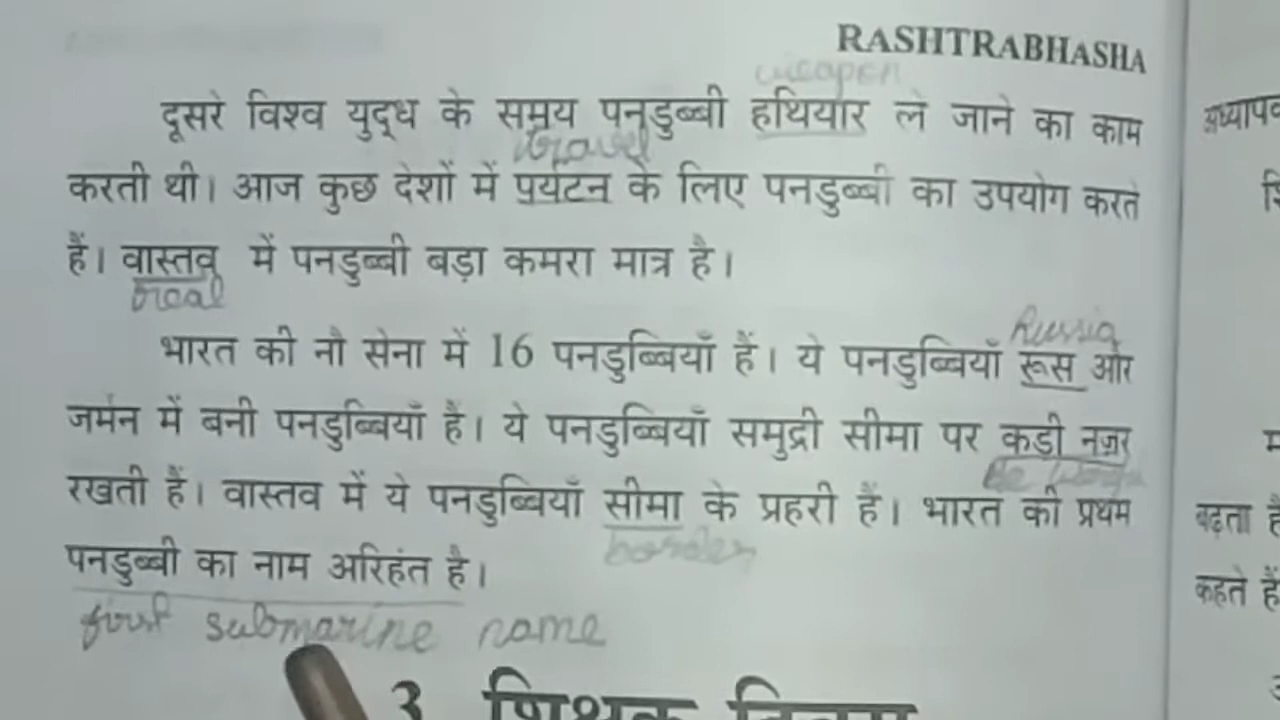 RASHTRABHASHA
weapen
दूसरे विश्व युद्ध के समय पनडुब्बी हथियार ले जाने का काम
travel
करती थी। आज कुछ देशों में पर्यटन के लिए पनडुब्बी का उपयोग करते
हैं। वास्तव में पनडुब्बी बड़ा कमरा मात्र है।
real
Russia
भारत की नौ सेना में 16 पनडुब्बियाँ हैं। ये पनडुब्बियाँ रूस और
जर्मन में बनी पनडुब्बियाँ हैं। ये पनडुब्बियाँ समुद्री सीमा पर कडी नज़र
रखती हैं। वास्तव में ये पनडुब्बियाँ सीमा के प्रहरी हैं। भारत की प्रथम
border
पनडुब्बी का नाम अरिहंत है।
first submarine name
3
बढ़ता है
कहते हैं